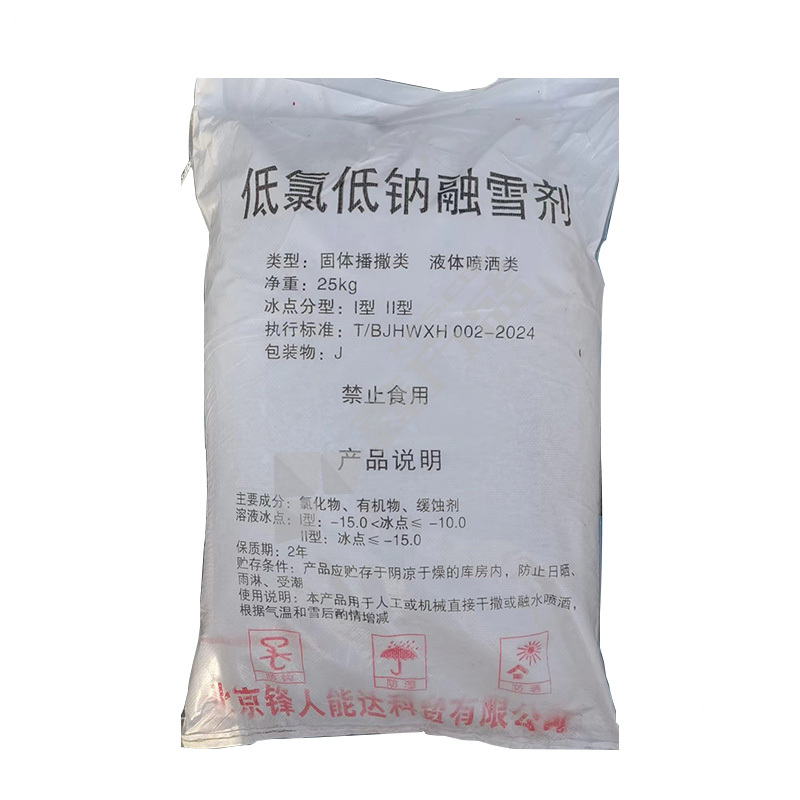 低氯低钠融雪剂
类型：固体播撒类 液体喷洒类
净重：25kg
冰点分型：I型 II型
执行标准：T/BJHWXH 002-2024
包装物：J
禁止食用
产品说明
主要成分：氯化物、有机物、缓蚀剂
溶液冰点：I型：-15.0<冰点≤ -10.0
II型：冰点≤-15.0
保质期：2年
贮存条件：产品应贮存于阴凉干燥的库房内，防止日晒、
雨淋、受潮
使用说明：本产品用于人工或机械直接干撒或融水喷洒，
根据气温和雪后酌情增减
防潮
北京锋人能达科贸有限公司